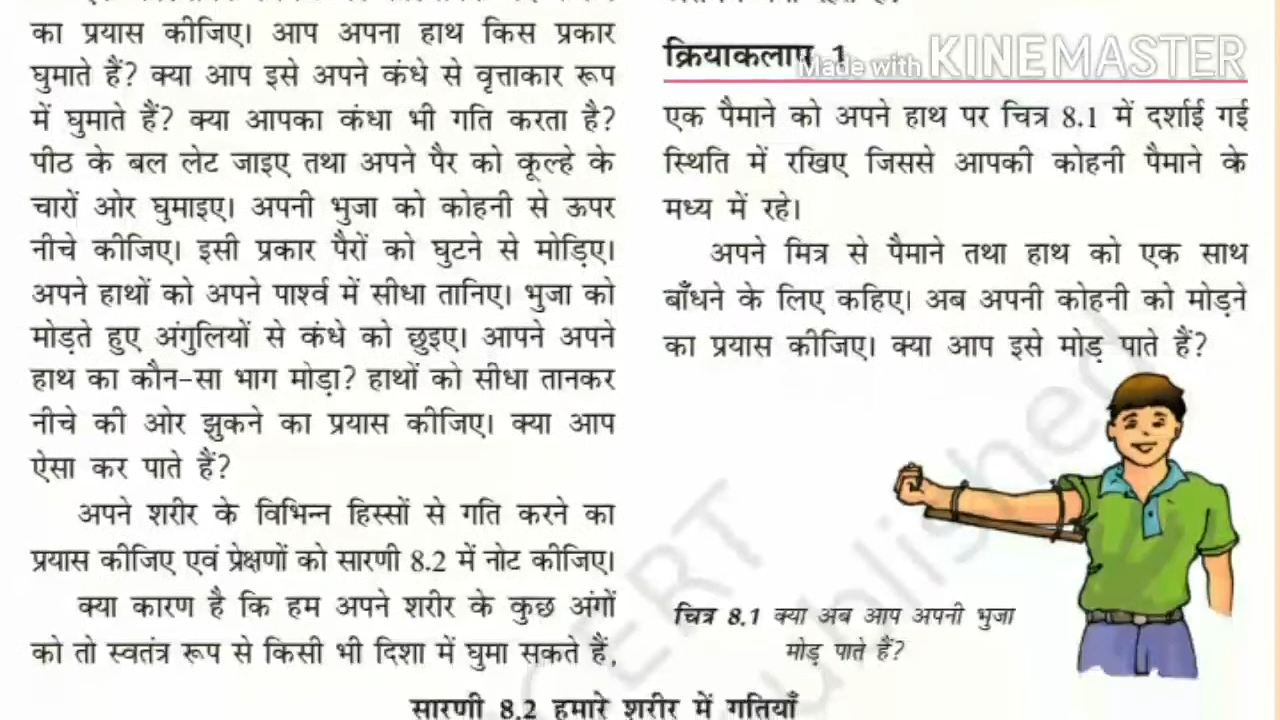 का प्रयास कीजिए। आप अपना हाथ किस प्रकार
घुमाते हैं? क्या आप इसे अपने कंधे से वृत्ताकार रूप
में घुमाते हैं? क्या आपका कंधा भी गति करता है?
पीठ के बल लेट जाइए तथा अपने पैर को कूल्हे के
चारों ओर घुमाइए। अपनी भुजा को कोहनी से ऊपर
नीचे कीजिए। इसी प्रकार पैरों को घुटने से मोड़िए।
अपने हाथों को अपने पार्श्व में सीधा तानिए। भुजा को
मोड़ते हुए अंगुलियों से कंधे को छुइए। आपने अपने
हाथ का कौन-सा भाग मोड़ा? हाथों को सीधा तानकर
नीचे की ओर झुकने का प्रयास कीजिए। क्या आप
ऐसा कर पाते हैं?
अपने शरीर के विभिन्न हिस्सों से गति करने का
प्रयास कीजिए एवं प्रेक्षणों को सारणी 8.2 में नोट कीजिए।
क्या कारण है कि हम अपने शरीर के कुछ अंगों
को तो स्वतंत्र रूप से किसी भी दिशा में घुमा सकते हैं,
क्रियाकलाप 1
Made with KINEMASTER
एक पैमाने को अपने हाथ पर चित्र 8.1 में दर्शाई गई
स्थिति में रखिए जिससे आपकी कोहनी पैमाने के
मध्य में रहे।
अपने मित्र से पैमाने तथा हाथ को एक साथ
बाँधने के लिए कहिए। अब अपनी कोहनी को मोड़ने
का प्रयास कीजिए। क्या आप इसे मोड़ पाते हैं?
चित्र 8.1 क्या अब आप अपनी भुजा
मोड़ पाते हैं?
सारणी 8.2 हमारे शरीर में गतियाँ